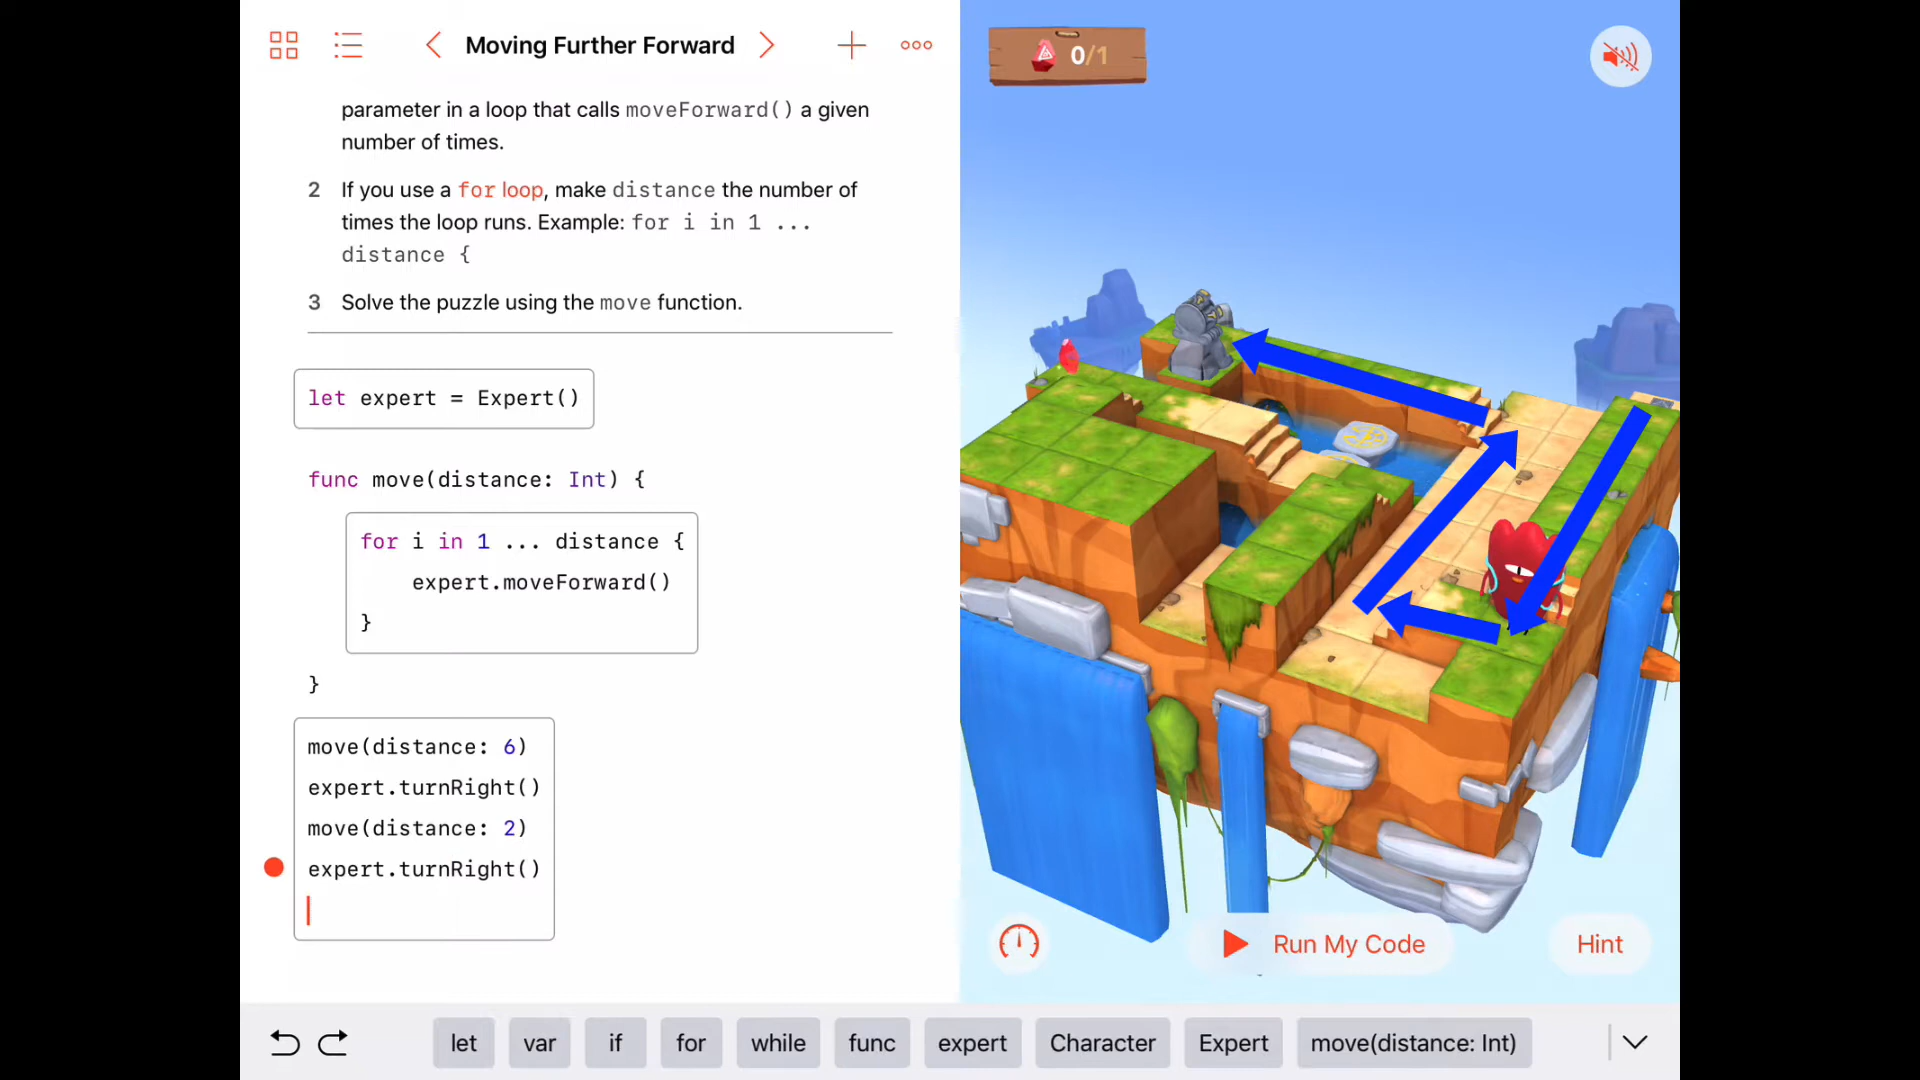 Moving Further Forward
parameter in a loop that calls moveForward() a given
number of times.
2 If you use a for loop, make distance the number of
times the loop runs. Example: for i in 1 ...
distance {
3 Solve the puzzle using the move function.
let expert = Expert()
func move(distance: Int) {
for i in 1 ... distance {
expert.moveForward()
}
}
move(distance: 6)
expert.turnRight()
move(distance: 2)
expert.turnRight()
0/1
Run My Code
Hint
let var if for while func expert Character Expert move(distance: Int)